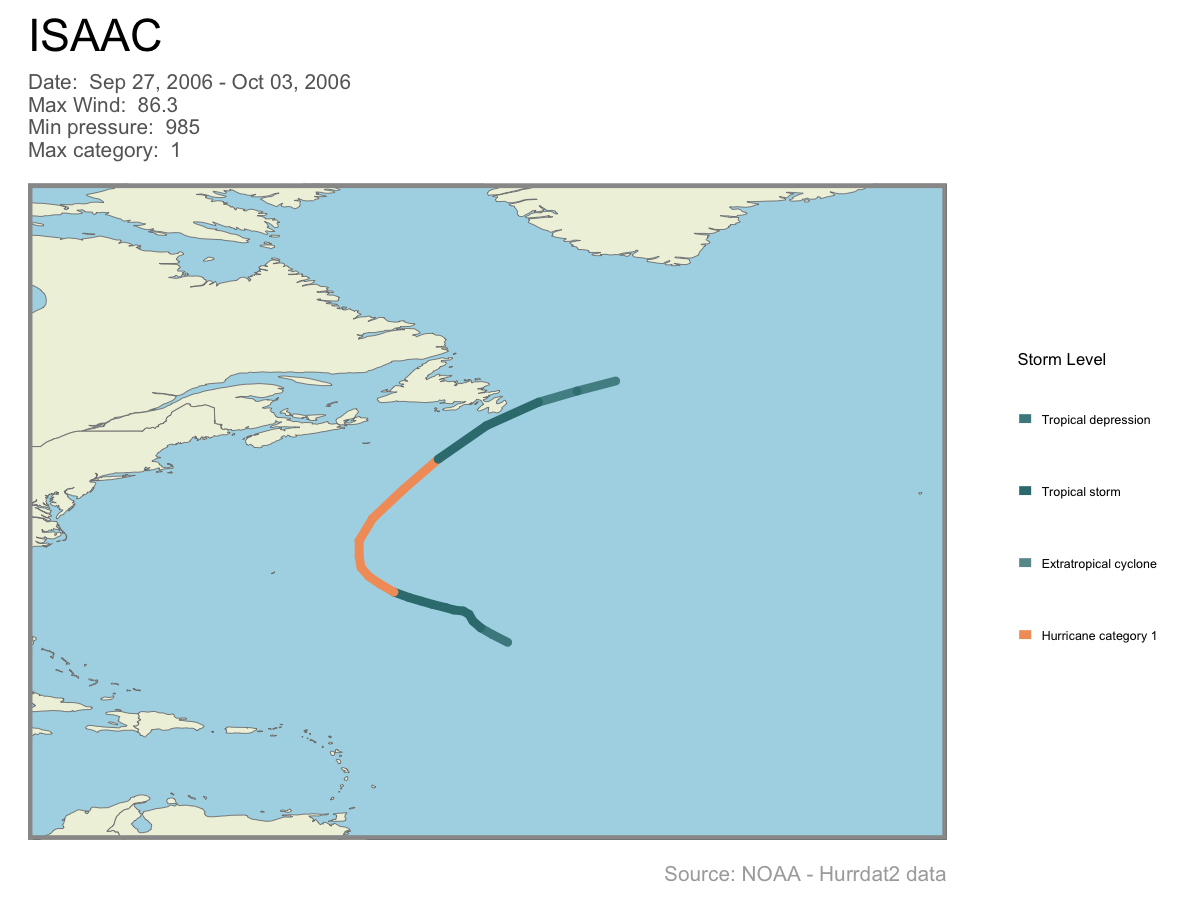 ISAAC
Date:  Sep 27, 2006 - Oct 03, 2006
Max Wind:  86.3
Min pressure:  985
Max category:  1
Storm Level
Tropical depression
Tropical storm
Extratropical cyclone
Hurricane category 1
Source: NOAA - Hurrdat2 data